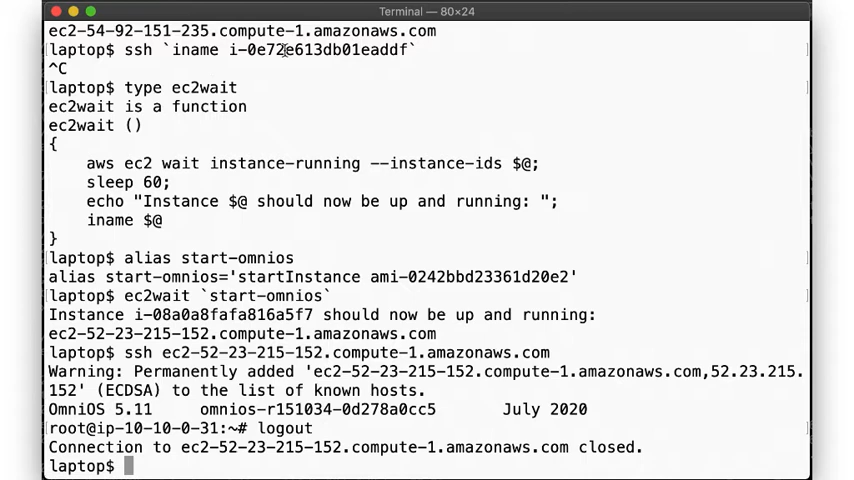 Terminal — 80×24
ec2-54-92-151-235.compute-1.amazonaws.com
laptop$ ssh `iname i-0e72e613db01eaddf`
^C
laptop$ type ec2wait
ec2wait is a function
ec2wait ()
{
    aws ec2 wait instance-running --instance-ids $@;
    sleep 60;
    echo "Instance $@ should now be up and running: ";
    iname $@
}
laptop$ alias start-omnios
alias start-omnios='startInstance ami-0242bbd23361d20e2'
laptop$ ec2wait `start-omnios`
Instance i-08a0a8fafa816a5f7 should now be up and running:
ec2-52-23-215-152.compute-1.amazonaws.com
laptop$ ssh ec2-52-23-215-152.compute-1.amazonaws.com
Warning: Permanently added 'ec2-52-23-215-152.compute-1.amazonaws.com,52.23.215.
152' (ECDSA) to the list of known hosts.
OmniOS 5.11     omnios-r151034-0d278a0cc5       July 2020
root@ip-10-10-0-31:~# logout
Connection to ec2-52-23-215-152.compute-1.amazonaws.com closed.
laptop$